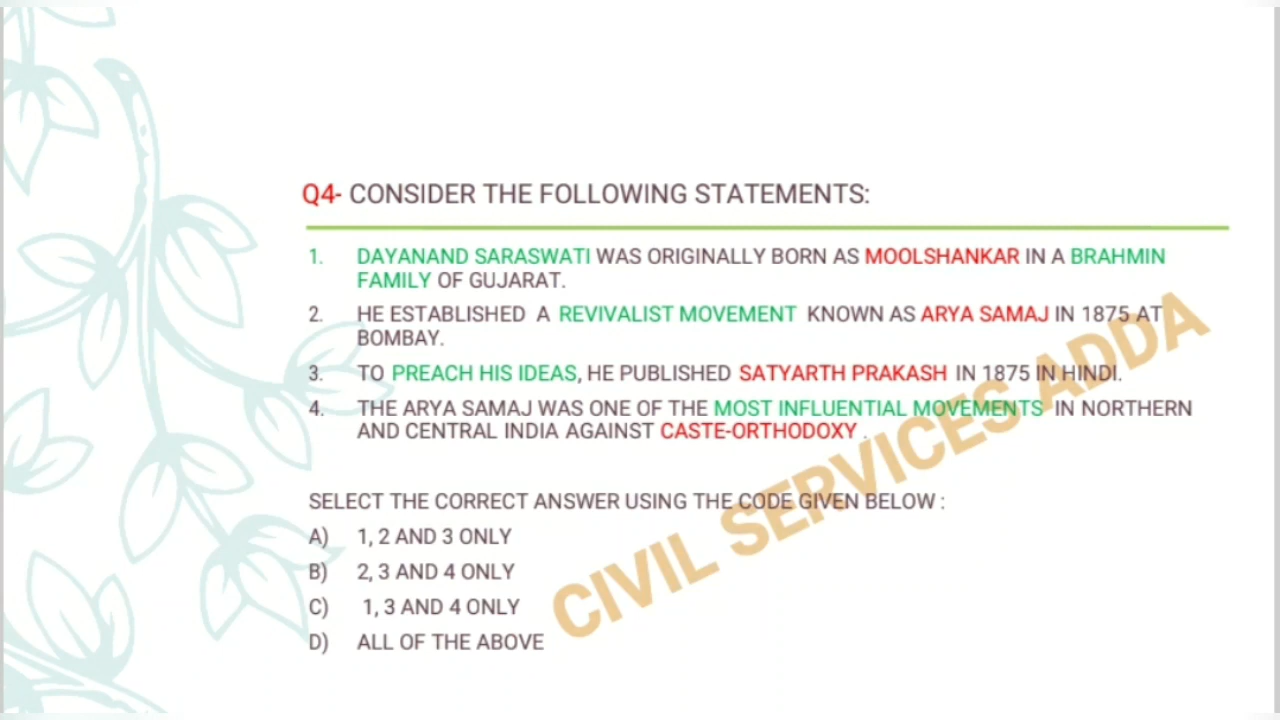 Q4- CONSIDER THE FOLLOWING STATEMENTS:
1. DAYANAND SARASWATI WAS ORIGINALLY BORN AS MOOLSHANKAR IN A BRAHMIN
FAMILY OF GUJARAT.
2. HE ESTABLISHED A REVIVALIST MOVEMENT KNOWN AS ARYA SAMAJ IN 1875 AT
BOMBAY.
3. TO PREACH HIS IDEAS, HE PUBLISHED SATYARTH PRAKASH IN 1875 IN HINDI.
4. THE ARYA SAMAJ WAS ONE OF THE MOST INFLUENTIAL MOVEMENTS IN NORTHERN
AND CENTRAL INDIA AGAINST CASTE-ORTHODOXY .
SELECT THE CORRECT ANSWER USING THE CODE GIVEN BELOW :
A) 1, 2 AND 3 ONLY
B) 2, 3 AND 4 ONLY
C) 1, 3 AND 4 ONLY
D) ALL OF THE ABOVE
CIVIL SERVICES ADDA